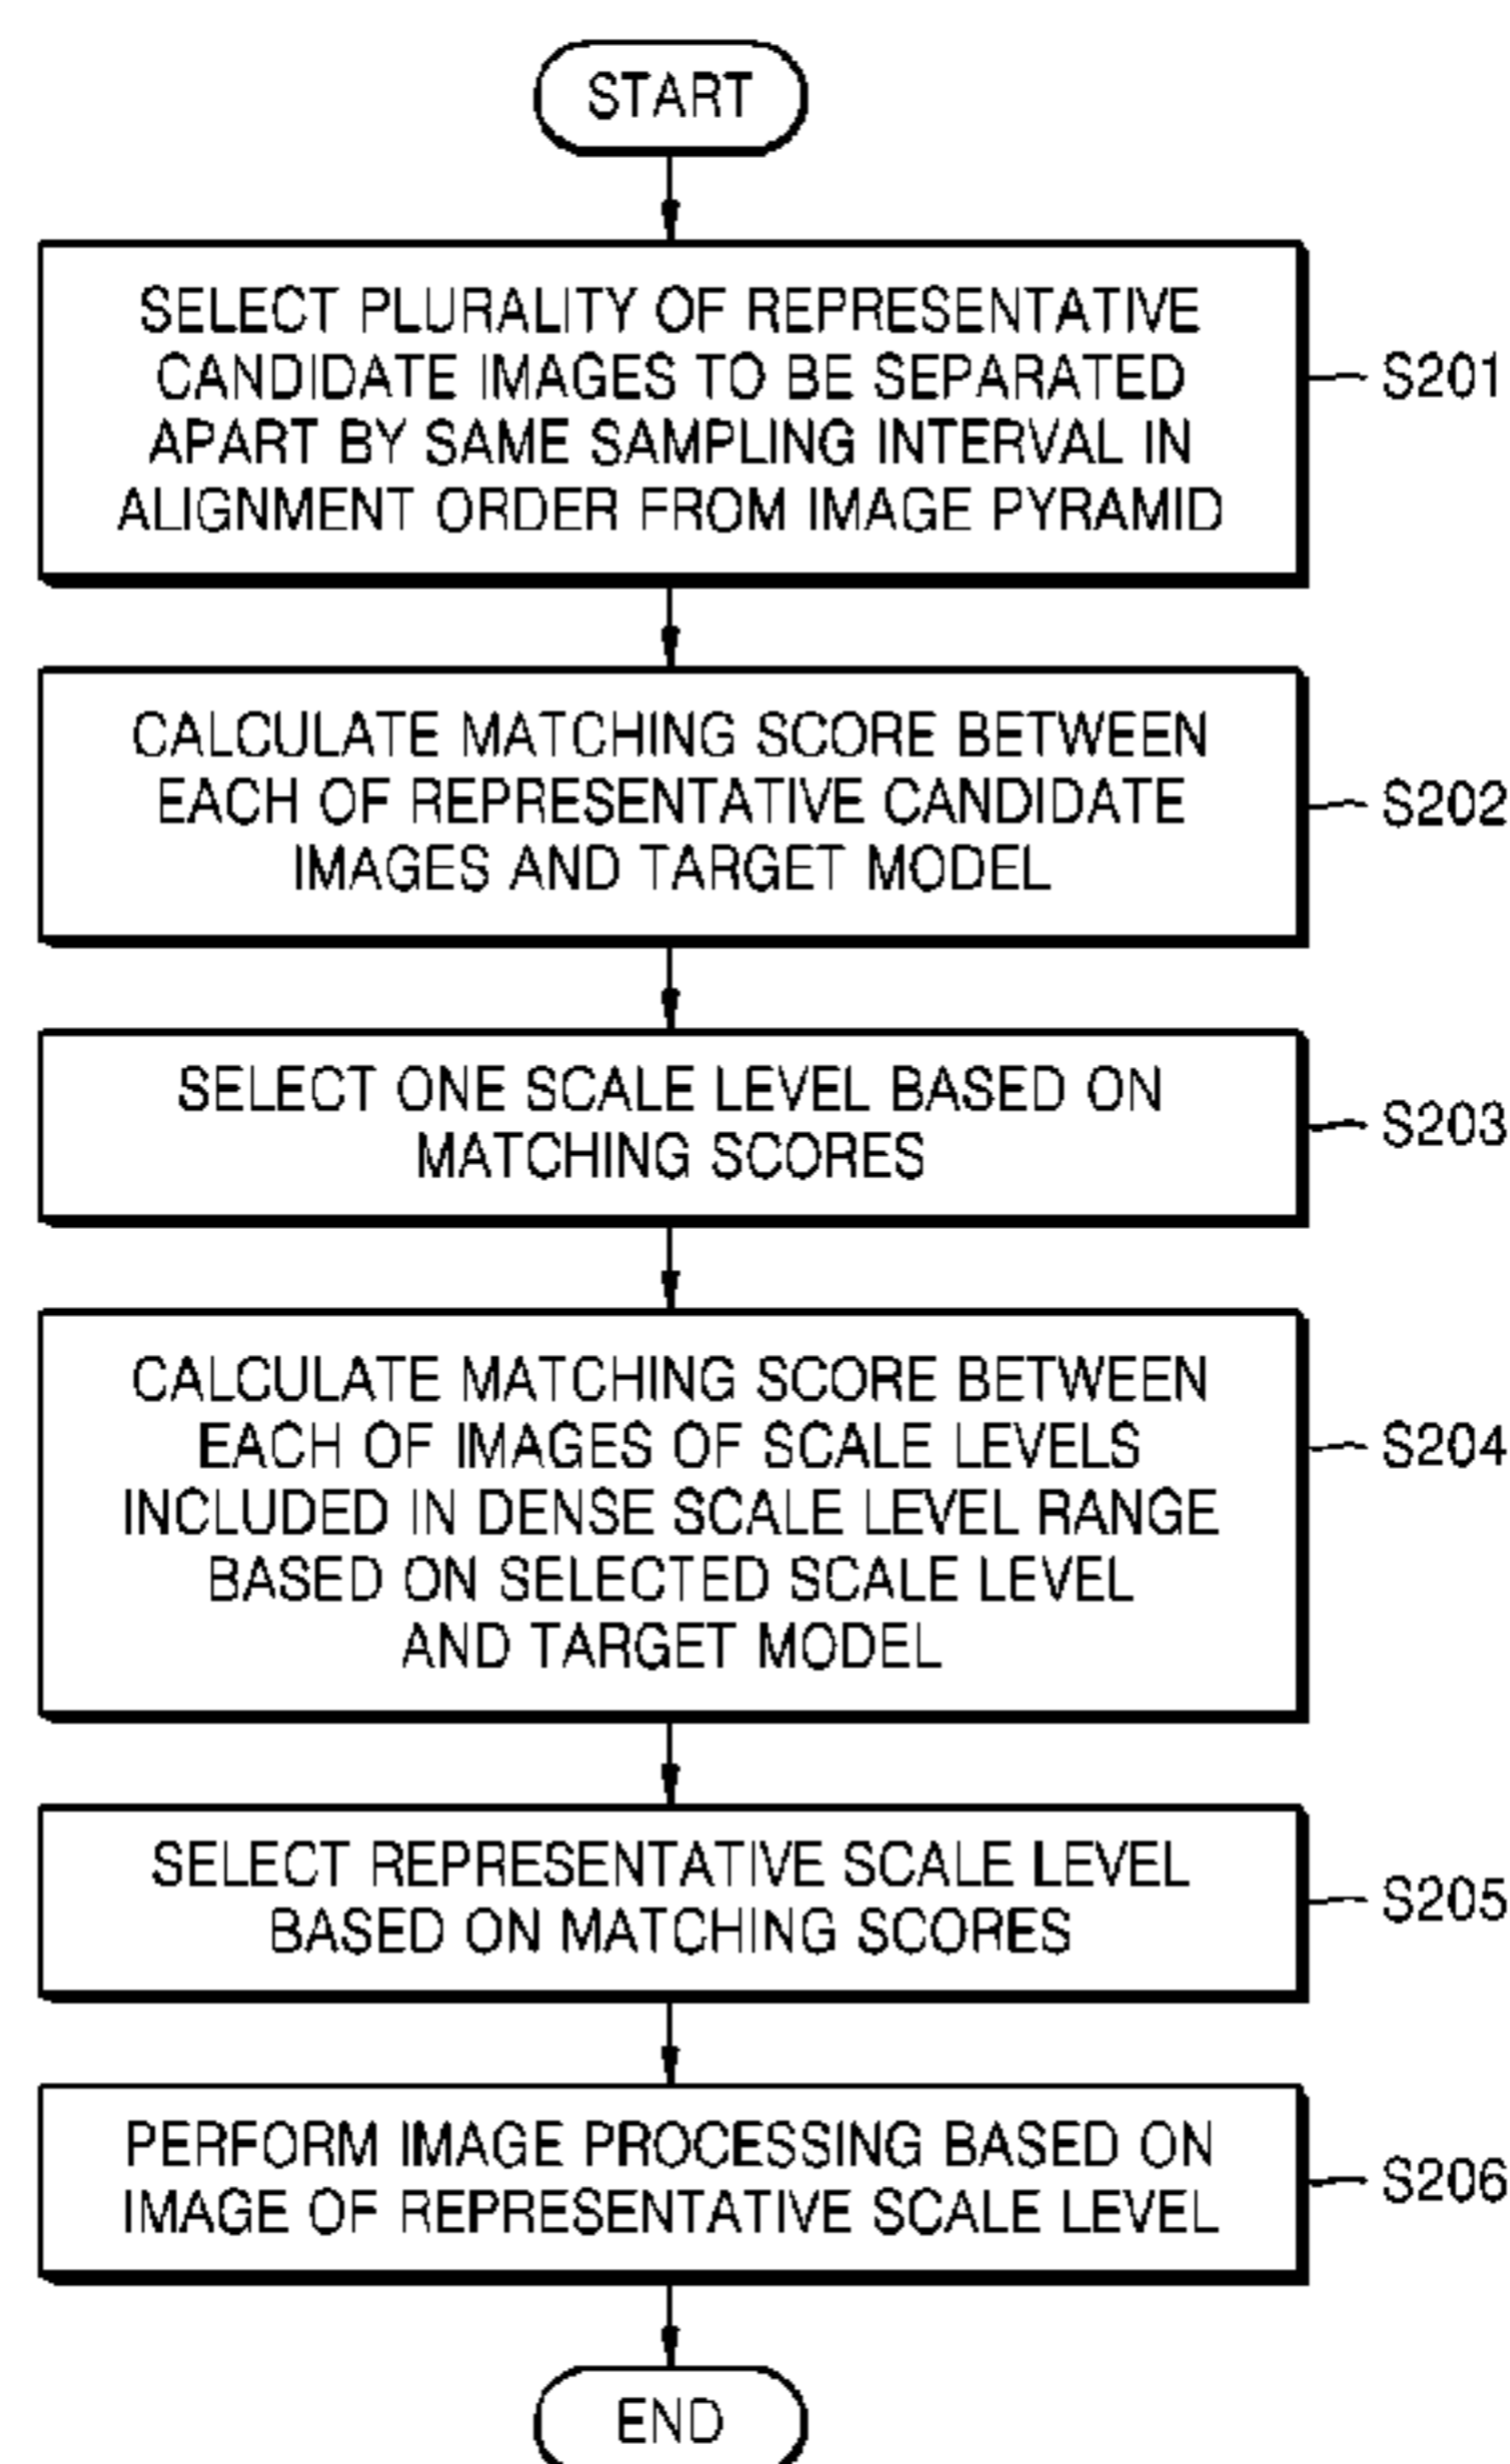 START
SELECT PLURALITY OF REPRESENTATIVE
CANDIDATE IMAGES TO BE SEPARATED
APART BY SAME SAMPLING INTERVAL IN
ALIGNMENT ORDER FROM IMAGE PYRAMID
S201
CALCULATE MATCHING SCORE BETWEEN
EACH OF REPRESENTATIVE CANDIDATE
IMAGES AND TARGET MODEL
S202
SELECT ONE SCALE LEVEL BASED ON
MATCHING SCORES
S203
CALCULATE MATCHING SCORE BETWEEN
EACH OF IMAGES OF SCALE LEVELS
INCLUDED IN DENSE SCALE LEVEL RANGE
BASED ON SELECTED SCALE LEVEL
AND TARGET MODEL
S204
SELECT REPRESENTATIVE SCALE LEVEL
BASED ON MATCHING SCORES
S205
PERFORM IMAGE PROCESSING BASED ON
IMAGE OF REPRESENTATIVE SCALE LEVEL
S206
END